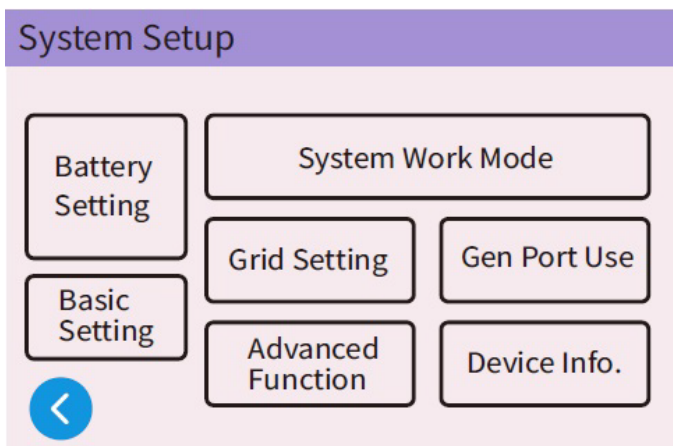 System Setup
Battery
Setting
System Work Mode
Grid Setting
Gen Port Use
Basic
Setting
Advanced
Function
Device Info.